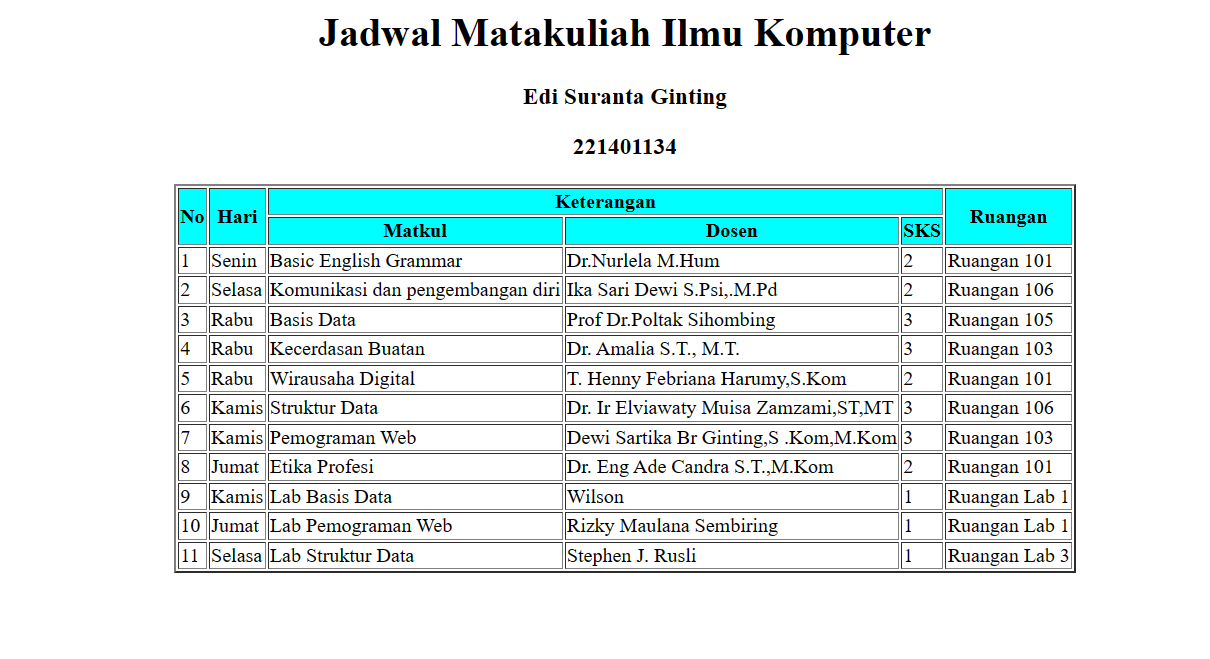 Jadwal Matakuliah Ilmu Komputer
Edi Suranta Ginting
221401134
No Hari Keterangan Ruangan
Matkul Dosen SKS
1 Senin Basic English Grammar Dr.Nurlela M.Hum 2 Ruangan 101
2 Selasa Komunikasi dan pengembangan diri Ika Sari Dewi S.Psi,.M.Pd 2 Ruangan 106
3 Rabu Basis Data Prof Dr.Poltak Sihombing 3 Ruangan 105
4 Rabu Kecerdasan Buatan Dr. Amalia S.T., M.T. 3 Ruangan 103
5 Rabu Wirausaha Digital T. Henny Febriana Harumy,S.Kom 2 Ruangan 101
6 Kamis Struktur Data Dr. Ir Elviawaty Muisa Zamzami,ST,MT 3 Ruangan 106
7 Kamis Pemograman Web Dewi Sartika Br Ginting,S .Kom,M.Kom 3 Ruangan 103
8 Jumat Etika Profesi Dr. Eng Ade Candra S.T.,M.Kom 2 Ruangan 101
9 Kamis Lab Basis Data Wilson 1 Ruangan Lab 1
10 Jumat Lab Pemograman Web Rizky Maulana Sembiring 1 Ruangan Lab 1
11 Selasa Lab Struktur Data Stephen J. Rusli 1 Ruangan Lab 3